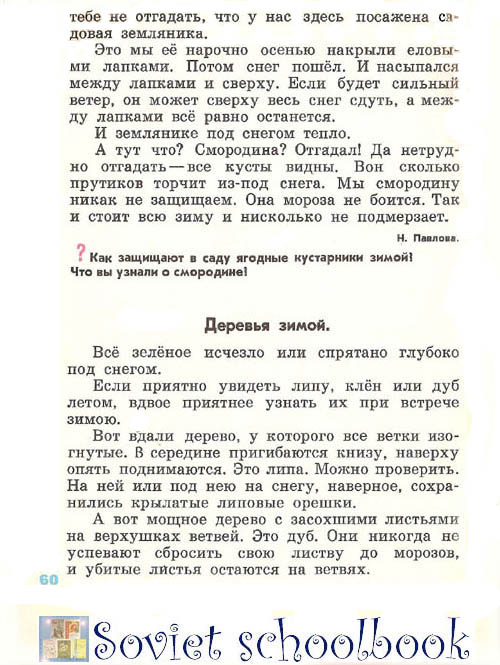 тебе не отгадать, что у нас здесь посажена са-
довая земляника.
Это мы её нарочно осенью накрыли еловы-
ми лапками. Потом снег пошёл. И насыпался
между лапками и сверху. Если будет сильный
ветер, он может сверху весь снег сдуть, а меж-
ду лапками всё равно останется.
И землянике под снегом тепло.
А тут что? Смородина? Отгадал! Да нетруд-
но отгадать — все кусты видны. Вон сколько
прутиков торчит из-под снега. Мы смородину
никак не защищаем. Она мороза не боится. Так
и стоит всю зиму и нисколько не подмерзает.
Н. Павлова.
? Как защищают в саду ягодные кустарники зимой?
Что вы узнали о смородине?
Деревья зимой.
Всё зелёное исчезло или спрятано глубоко
под снегом.
Если приятно увидеть липу, клён или дуб
летом, вдвое приятнее узнать их при встрече
зимою.
Вот вдали дерево, у которого все ветки изо-
гнутые. В середине пригибаются книзу, наверху
опять поднимаются. Это липа. Можно проверить.
На ней или под нею на снегу, наверное, сохра-
нились крылатые липовые орешки.
А вот мощное дерево с засохшими листьями
на верхушках ветвей. Это дуб. Они никогда не
успевают сбросить свою листву до морозов,
и убитые листья остаются на ветвях.
60
Soviet schoolbook